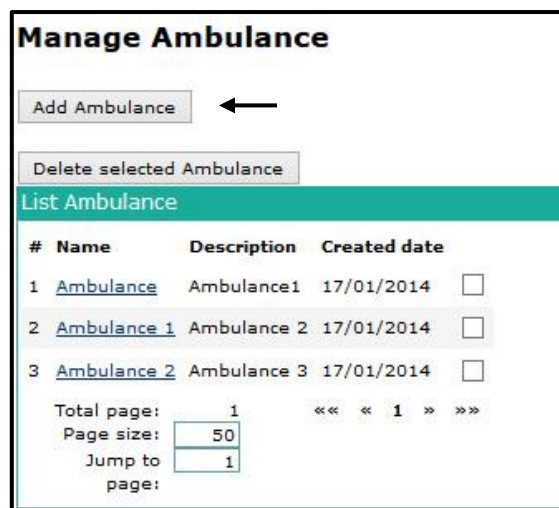 Manage Ambulance
Add Ambulance
Delete selected Ambulance
List Ambulance
# Name Description Created date
1 Ambulance Ambulance1 17/01/2014
2 Ambulance 1 Ambulance 2 17/01/2014
3 Ambulance 2 Ambulance 3 17/01/2014
Total page: 1 «« « 1 » »»
Page size: 50
Jump to 1
page: